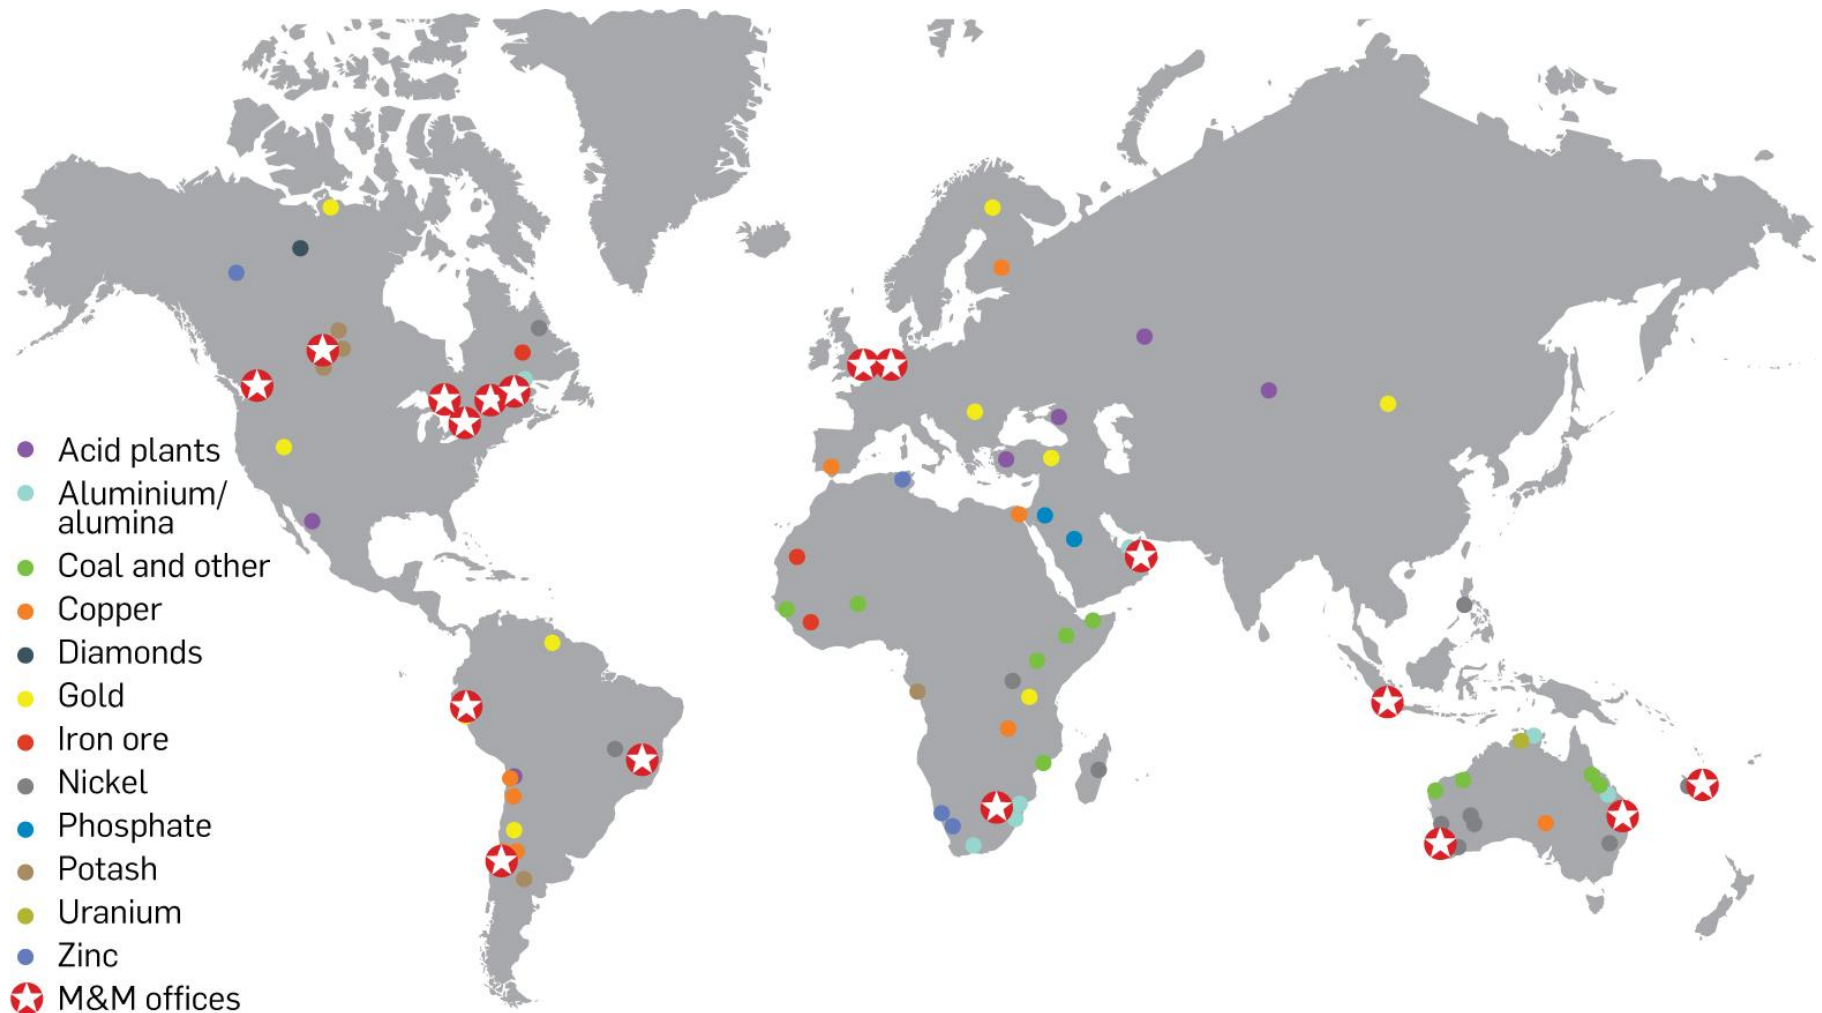 Acid plants
Aluminium/
alumina
Coal and other
Copper
Diamonds
Gold
Iron ore
Nickel
Phosphate
Potash
Uranium
Zinc
M&M offices